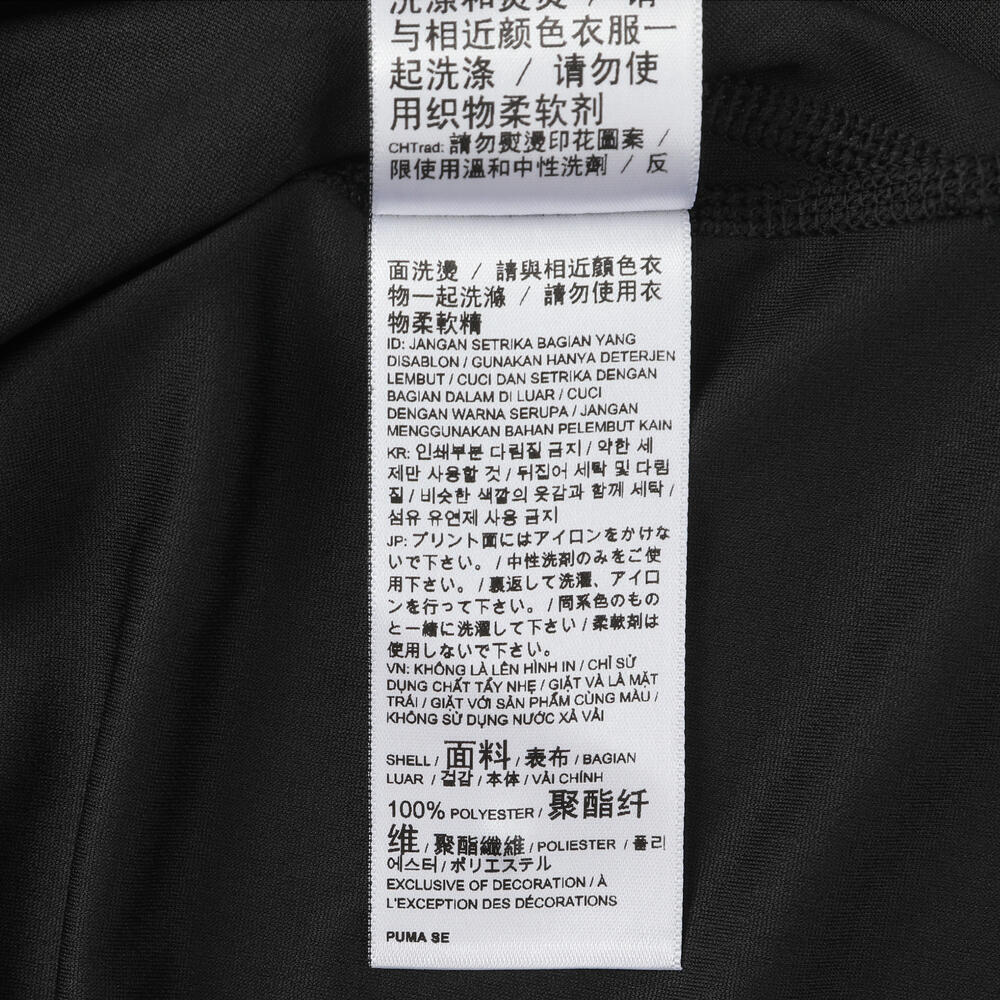 洗涤和熨烫 / 请
与相近颜色衣服一
起洗涤 / 请勿使
用织物柔软剂
CHTrad: 請勿熨燙印花圖案 /
限使用溫和中性洗劑 / 反
面洗燙 / 請與相近顏色衣
物一起洗滌 / 請勿使用衣
物柔軟精
ID: JANGAN SETRIKA BAGIAN YANG
DISABLON / GUNAKAN HANYA DETERJEN
LEMBUT / CUCI DAN SETRIKA DENGAN
BAGIAN DALAM DI LUAR / CUCI
DENGAN WARNA SERUPA / JANGAN
MENGGUNAKAN BAHAN PELEMBUT KAIN
KR: 인쇄부분 다림질 금지 / 약한 세
제만 사용할 것 / 뒤집어 세탁 및 다림
질 / 비슷한 색깔의 옷감과 함께 세탁 /
섬유 유연제 사용 금지
JP: プリント面にはアイロンをかけな
いで下さい。 / 中性洗剤のみをご使
用下さい。 / 裏返して洗濯、アイロ
ンを行って下さい。 / 同系色のもの
と一緒に洗濯して下さい / 柔軟剤は
使用しないで下さい。
VN: KHÔNG LÀ LÊN HÌNH IN / CHỈ SỬ
DỤNG CHẤT TẨY NHẸ / GIẶT VÀ LÀ MẶT
TRÁI / GIẶT VỚI SẢN PHẨM CÙNG MÀU /
KHÔNG SỬ DỤNG NƯỚC XẢ VẢI
SHELL / 面料 / 表布 / BAGIAN
LUAR / 겉감 / 本体 / VẢI CHÍNH
100% POLYESTER / 聚酯纤
维 / 聚酯纖維 / POLIESTER / 폴리
에스터 / ポリエステル
EXCLUSIVE OF DECORATION / À
L'EXCEPTION DES DÉCORATIONS
PUMA SE